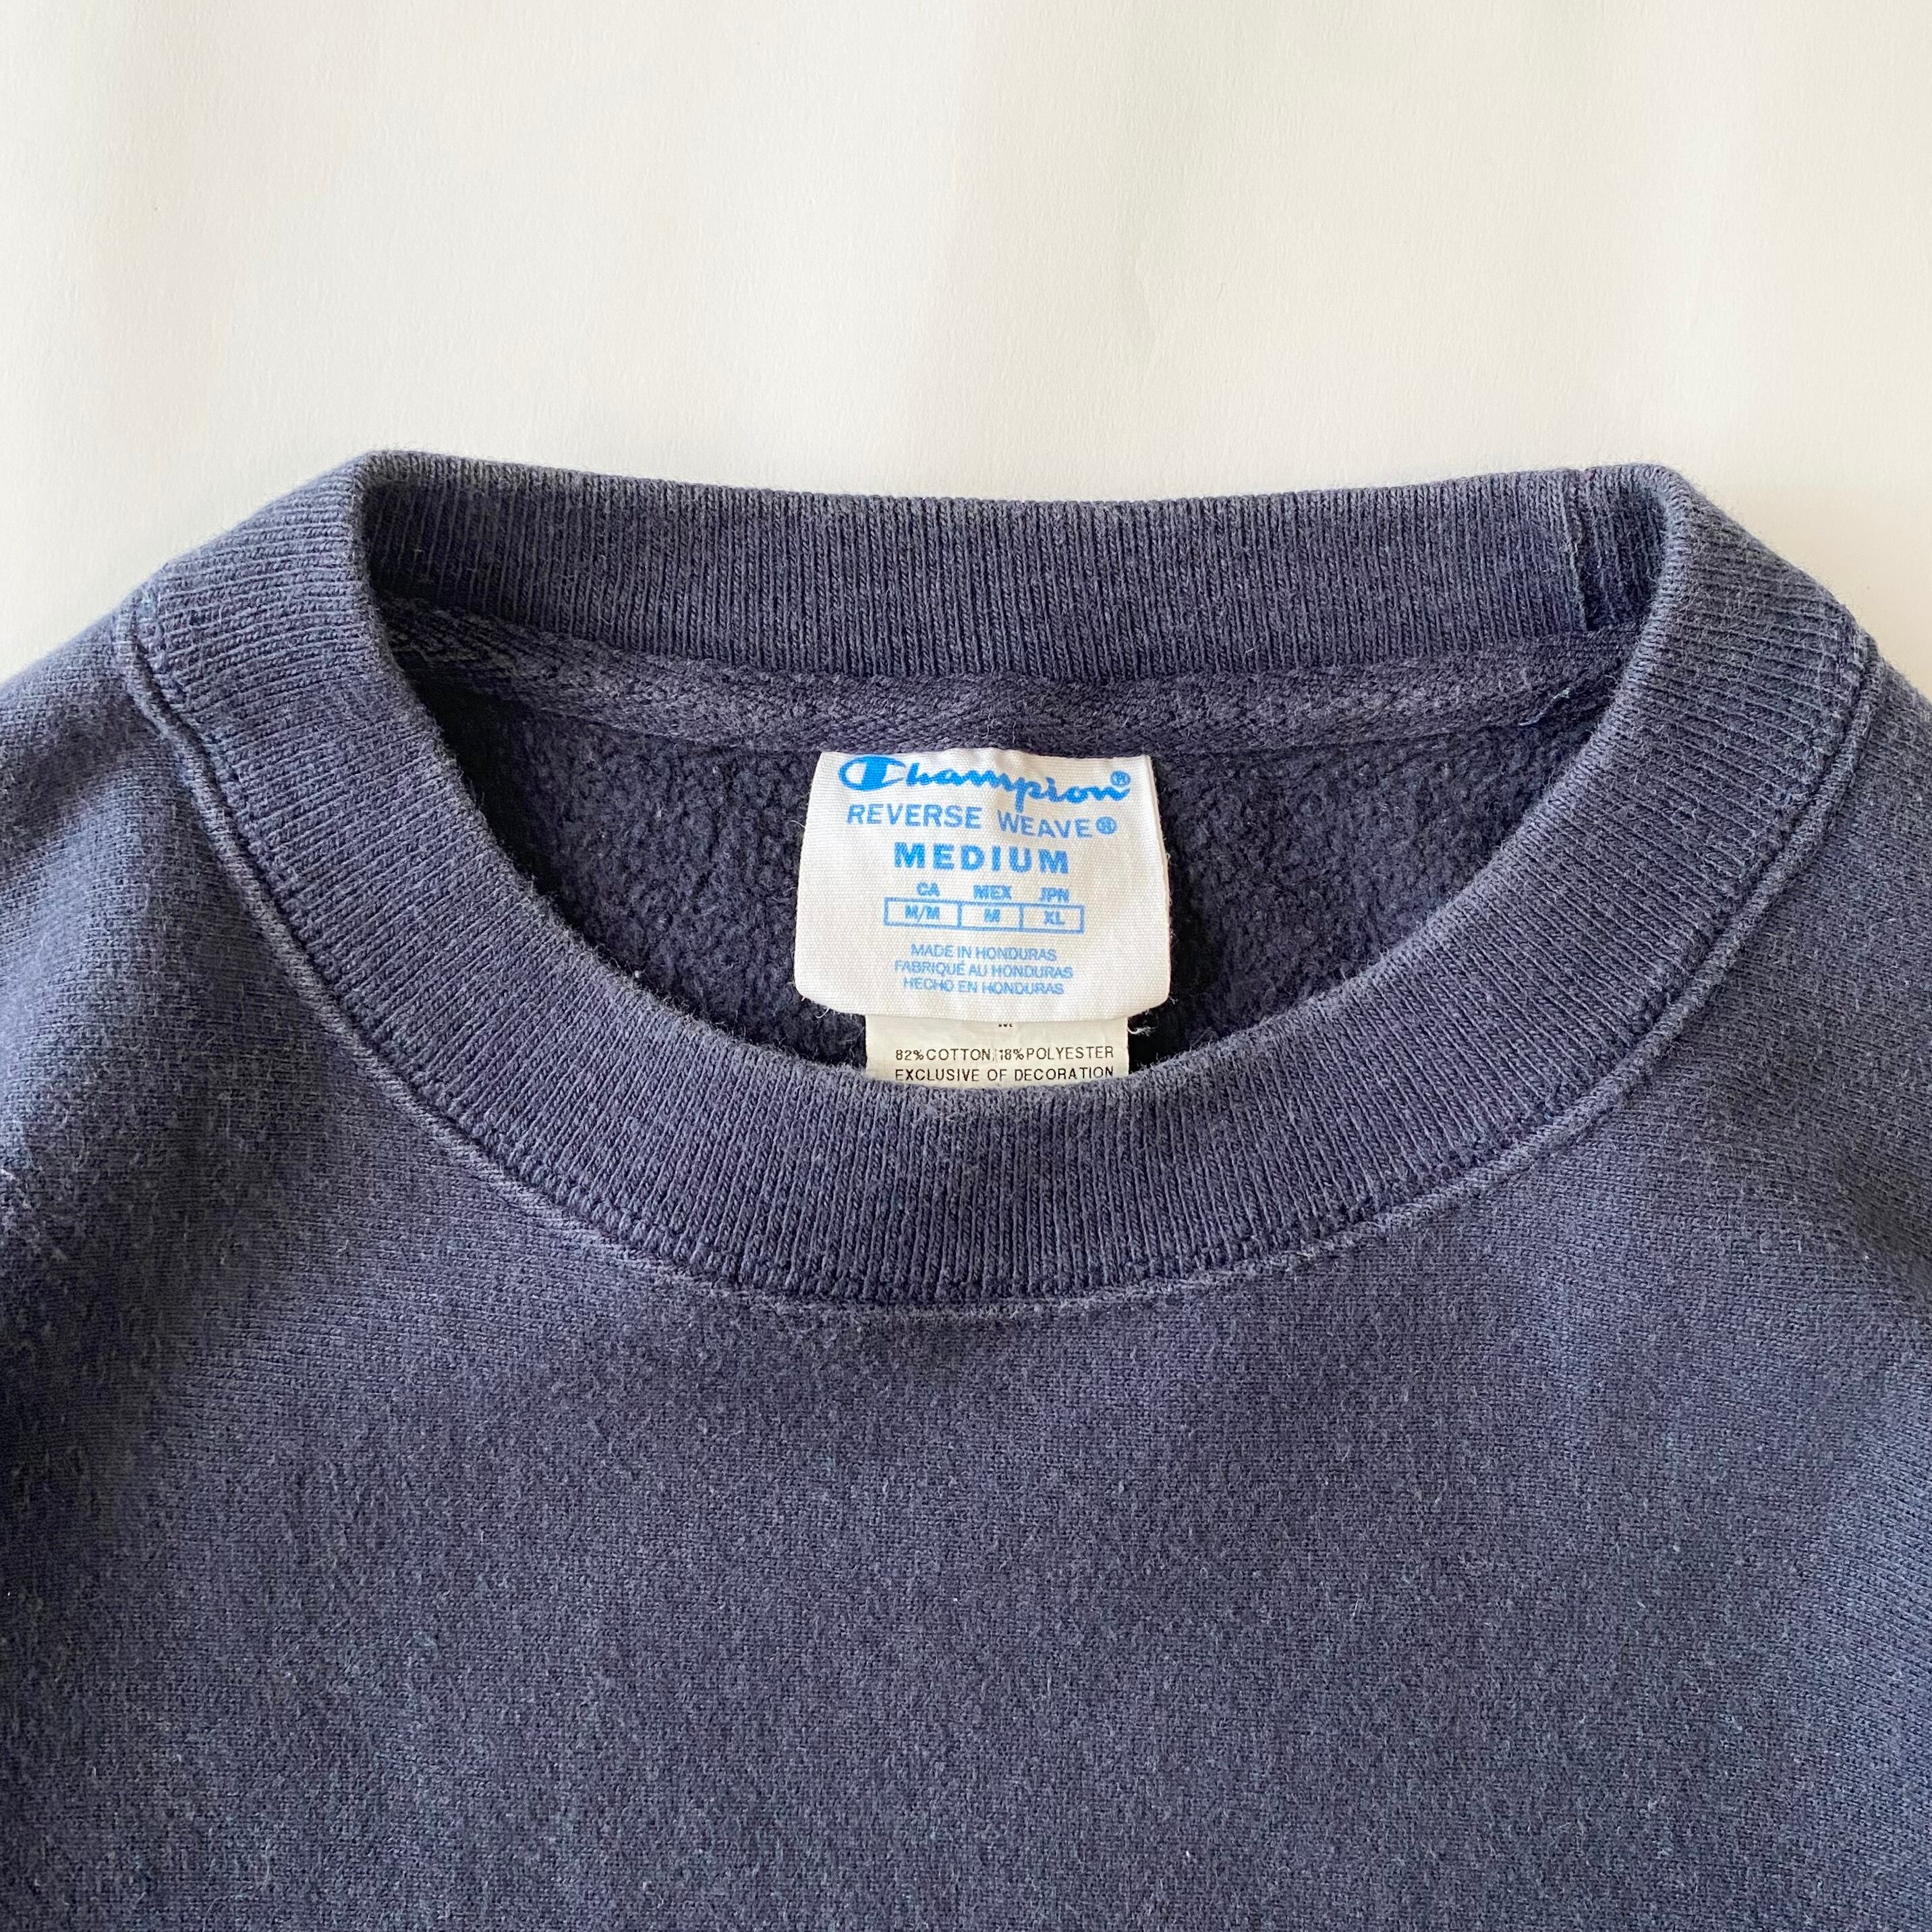 Champion®
REVERSE WEAVE®
MEDIUM
CA MEX JPN
M/M M XL
MADE IN HONDURAS
FABRIQUÉ AU HONDURAS
HECHO EN HONDURAS
82%COTTON,18%POLYESTER
EXCLUSIVE OF DECORATION